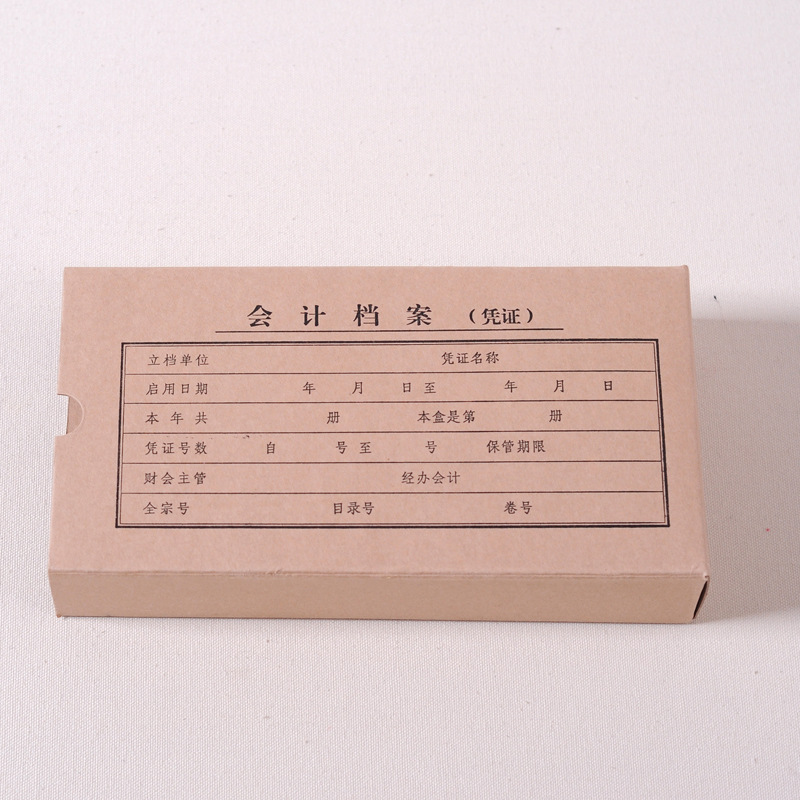 会计档案（凭证）
立档单位 凭证名称
启用日期 年 月 日 至 年 月 日
本 年 共 册 本盒是第 册
凭证号数 自 号 至 号 保管期限
财会主管 经办会计
全宗号 目录号 卷号